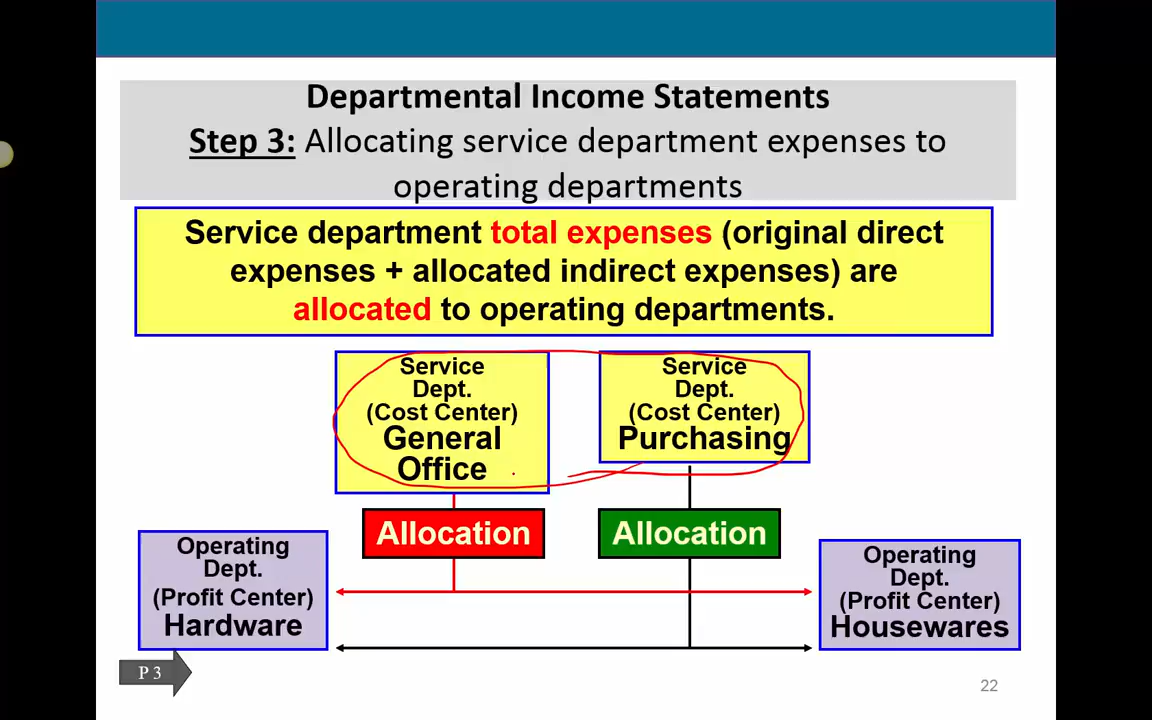 Departmental Income Statements
Step 3: Allocating service department expenses to
operating departments
Service department total expenses (original direct
expenses + allocated indirect expenses) are
allocated to operating departments.
Service
Dept.
(Cost Center)
General
Office
Service
Dept.
(Cost Center)
Purchasing
Allocation
Allocation
Operating
Dept.
(Profit Center)
Hardware
Operating
Dept.
(Profit Center)
Housewares
P 3
22